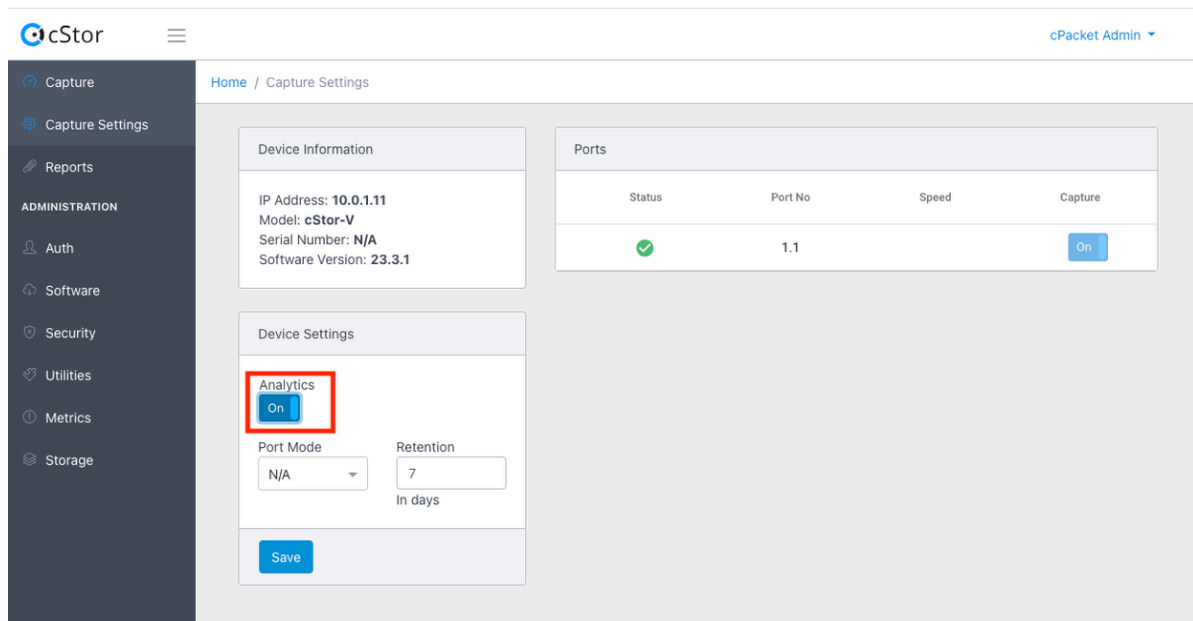 cStor
cPacket Admin
Capture
Capture Settings
Reports
ADMINISTRATION
Auth
Software
Security
Utilities
Metrics
Storage
Home / Capture Settings
Device Information
IP Address: 10.0.1.11
Model: cStor-V
Serial Number: N/A
Software Version: 23.3.1
Device Settings
Analytics
On
Port Mode Retention
N/A 7
In days
Save
Ports
Status Port No Speed Capture
1.1 On